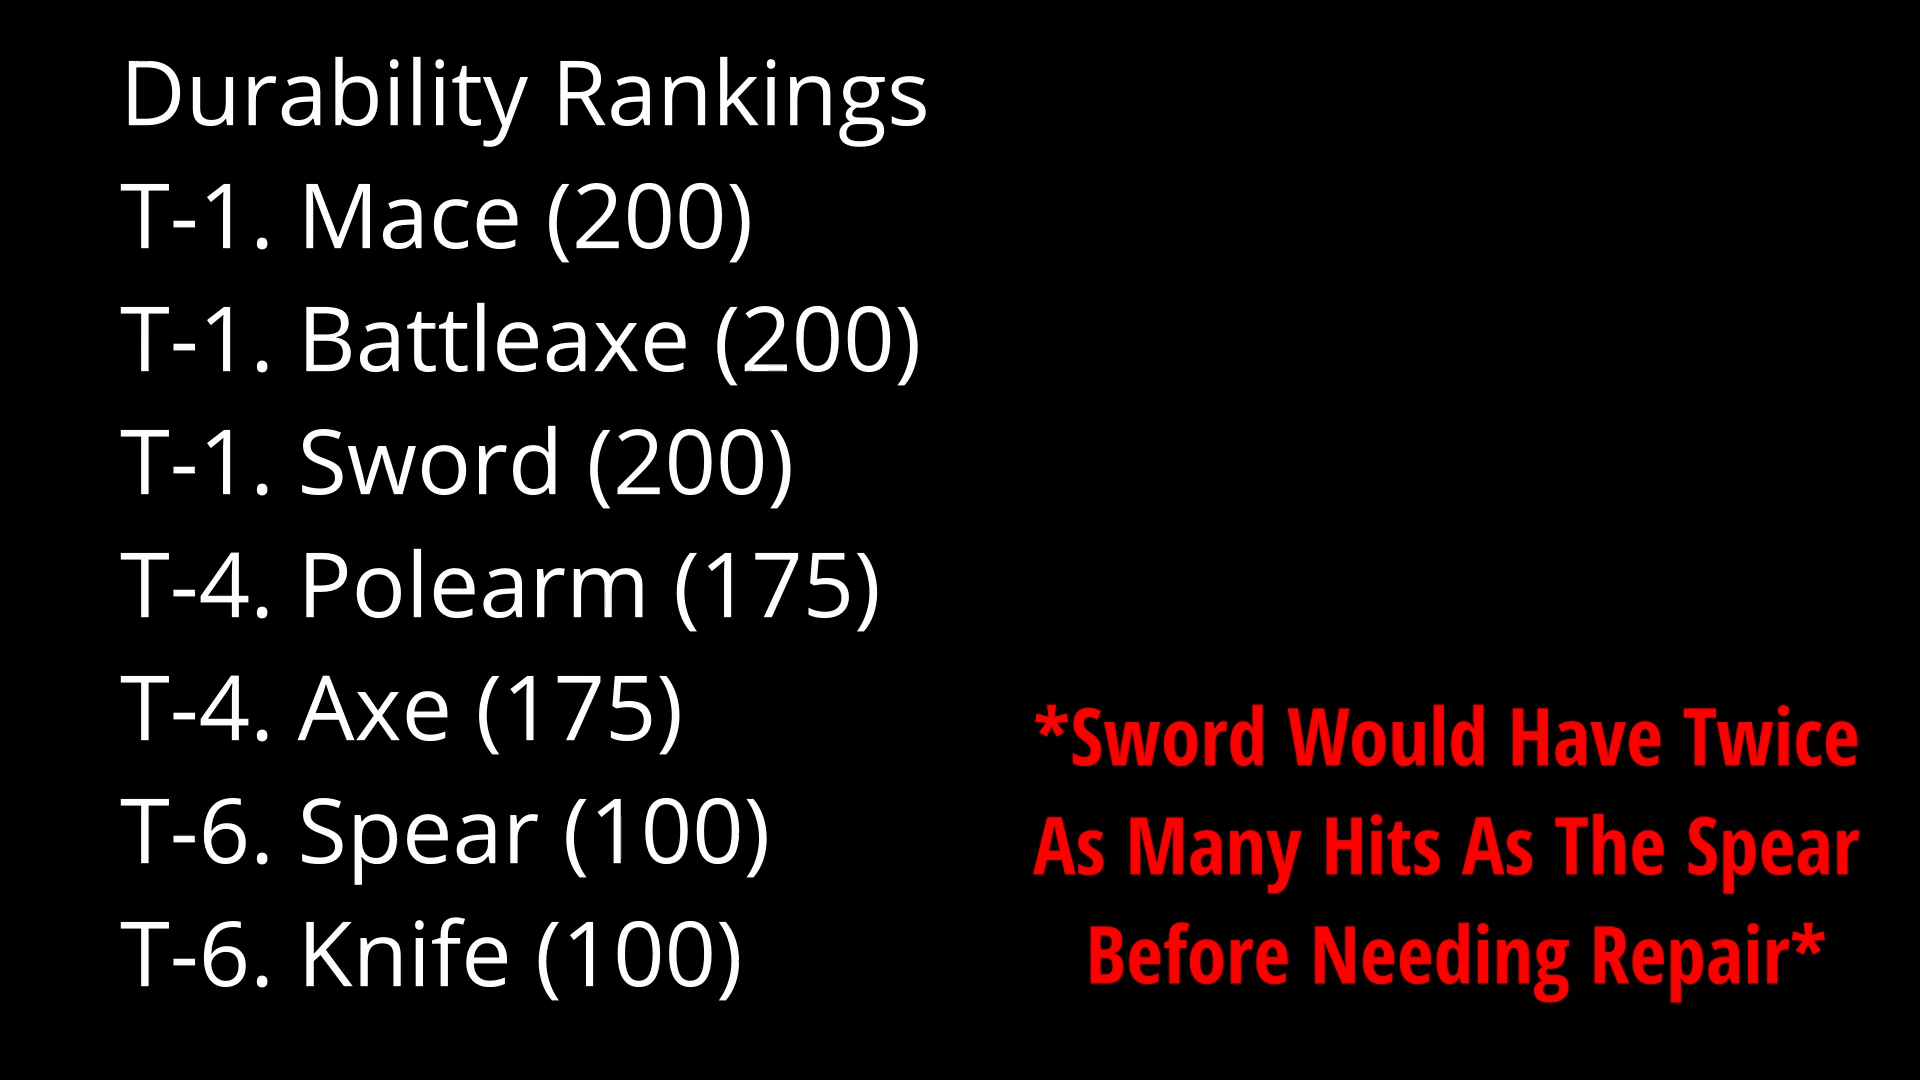 Durability Rankings
T-1. Mace (200)
T-1. Battleaxe (200)
T-1. Sword (200)
T-4. Polearm (175)
T-4. Axe (175)
T-6. Spear (100)
T-6. Knife (100)
*Sword Would Have Twice
As Many Hits As The Spear
Before Needing Repair*